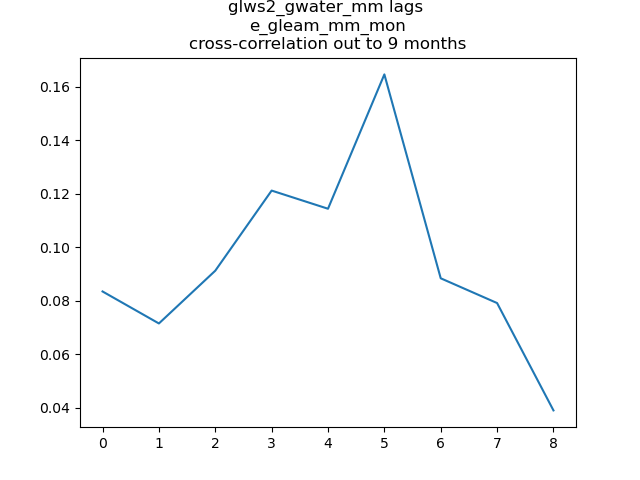 glws2_gwater_mm lags
e_gleam_mm_mon
cross-correlation out to 9 months
0.16
0.14
0.12
0.10
0.08
0.06
0.04
0 1 2 3 4 5 6 7 8